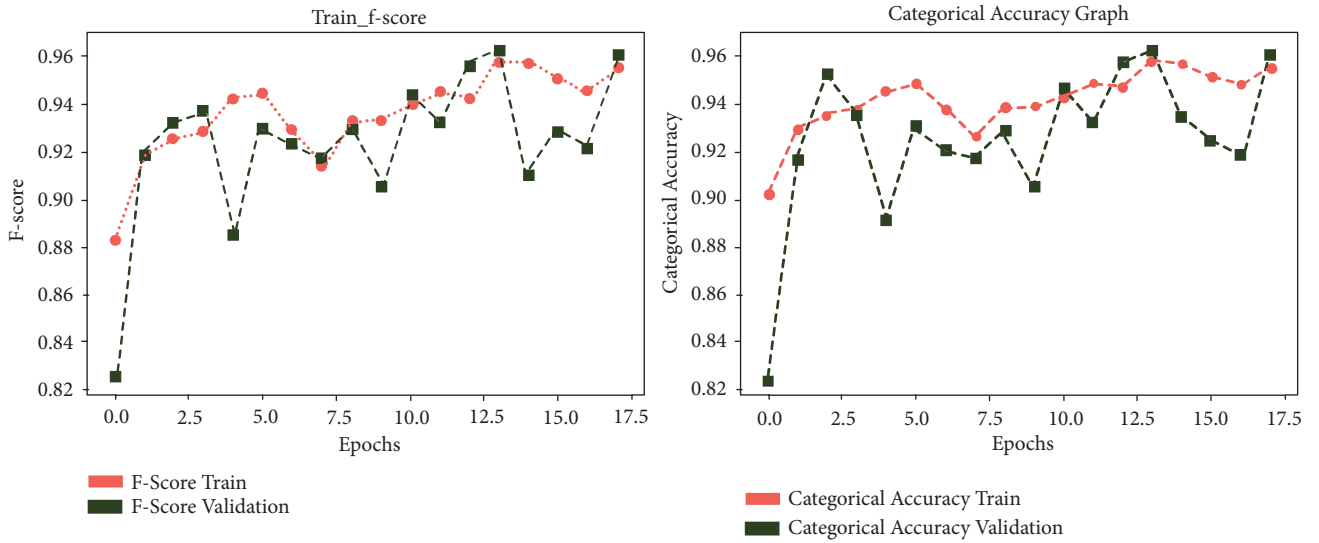 Train_f-score
F-score
0.96
0.94
0.92
0.90
0.88
0.86
0.84
0.82
0.0 2.5 5.0 7.5 10.0 12.5 15.0 17.5
Epochs
F-Score Train
F-Score Validation
Categorical Accuracy Graph
Categorical Accuracy
0.96
0.94
0.92
0.90
0.88
0.86
0.84
0.82
0.0 2.5 5.0 7.5 10.0 12.5 15.0 17.5
Epochs
Categorical Accuracy Train
Categorical Accuracy Validation